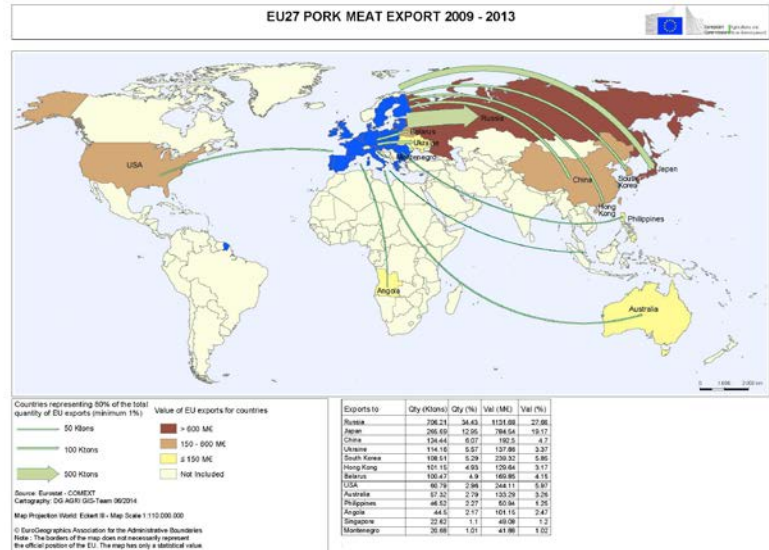 EU27 PORK MEAT EXPORT 2009 - 2013
USA
Russia
Belarus
Ukraine
Montenegro
China
South
Korea
Japan
Hong
Kong
Philippines
Angola
Australia
Countries representing 80% of the total
quantity of EU exports (minimum 1%)
50 Ktons
100 Ktons
500 Ktons
Value of EU exports for countries
> 600 M€
150 - 600 M€
≤ 150 M€
Not Included
Source: Eurostat - COMEXT
Cartography: DG AGRI GIS-Team 06/2014
Map Projection World: Eckert III - Map Scale 1:110 000 000
© EuroGeographics Association for the Administrative Boundaries
Note : The borders of the map does not necessarily represent
the official position of the EU. The map has only a statistical value
Exports to Qty (Ktons) Qty (%) Val (M€) Val (%)
Russia 706.21 34.43 1131.68 27.66
Japan 265.69 12.95 784.54 19.17
China 124.44 6.07 192.5 4.7
Ukraine 114.16 5.57 137.86 3.37
South Korea 108.51 5.29 239.32 5.85
Hong Kong 101.15 4.93 129.64 3.17
Belarus 100.47 4.9 169.85 4.15
USA 60.79 2.96 244.11 5.97
Australia 57.32 2.79 133.29 3.26
Philippines 46.52 2.27 50.94 1.25
Angola 44.5 2.17 101.15 2.47
Singapore 22.62 1.1 49.08 1.2
Montenegro 20.68 1.01 41.86 1.02